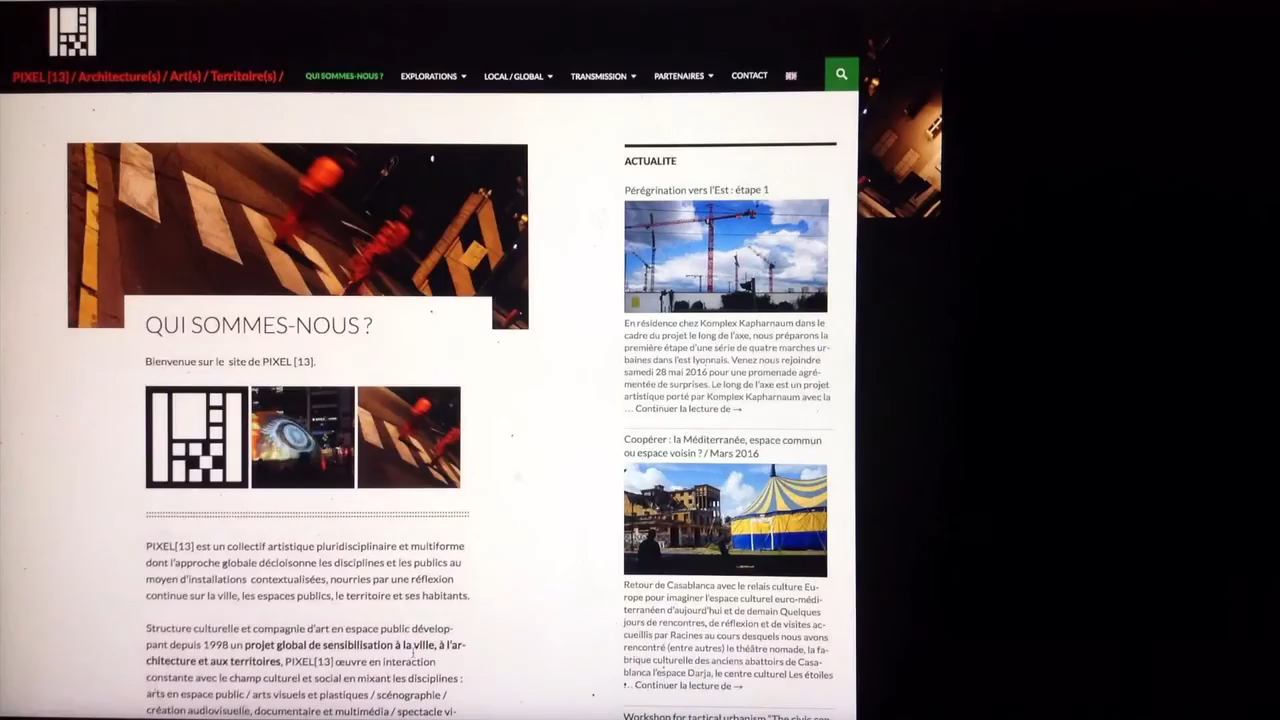 PIXEL [13] / Architecture(s) / Art(s) / Territoire(s) /
QUI SOMMES-NOUS ?
EXPLORATIONS
LOCAL / GLOBAL
TRANSMISSION
PARTENAIRES
CONTACT
QUI SOMMES-NOUS ?
Bienvenue sur le site de PIXEL [13].
PIXEL[13] est un collectif artistique pluridisciplinaire et multiforme
dont l'approche globale décloisonne les disciplines et les publics au
moyen d'installations contextualisées, nourries par une réflexion
continue sur la ville, les espaces publics, le territoire et ses habitants.
Structure culturelle et compagnie d'art en espace public dévelop-
pant depuis 1998 un projet global de sensibilisation à la ville, à l'ar-
chitecture et aux territoires, PIXEL[13] œuvre en interaction
constante avec le champ culturel et social en mixant les disciplines :
arts en espace public / arts visuels et plastiques / scénographie /
création audiovisuelle, documentaire et multimédia / spectacle vi-
ACTUALITE
Pérégrination vers l'Est : étape 1
En résidence chez Komplex Kapharnaum dans le
cadre du projet le long de l'axe, nous préparons la
première étape d'une série de quatre marches ur-
baines dans l'est lyonnais. Venez nous rejoindre
samedi 28 mai 2016 pour une promenade agré-
mentée de surprises. Le long de l'axe est un projet
artistique porté par Komplex Kapharnaum avec la
… Continuer la lecture de →
Coopérer : la Méditerranée, espace commun
ou espace voisin ? / Mars 2016
Retour de Casablanca avec le relais culture Eu-
rope pour imaginer l'espace culturel euro-médi-
terranéen d'aujourd'hui et de demain Quelques
jours de rencontres, de réflexion et de visites ac-
cueillis par Racines au cours desquels nous avons
rencontré (entre autres) le théâtre nomade, la fa-
brique culturelle des anciens abattoirs de Casa-
blanca l'espace Darja, le centre culturel Les étoiles
… Continuer la lecture de →
Workshop for tactical urbanism "The civic con-